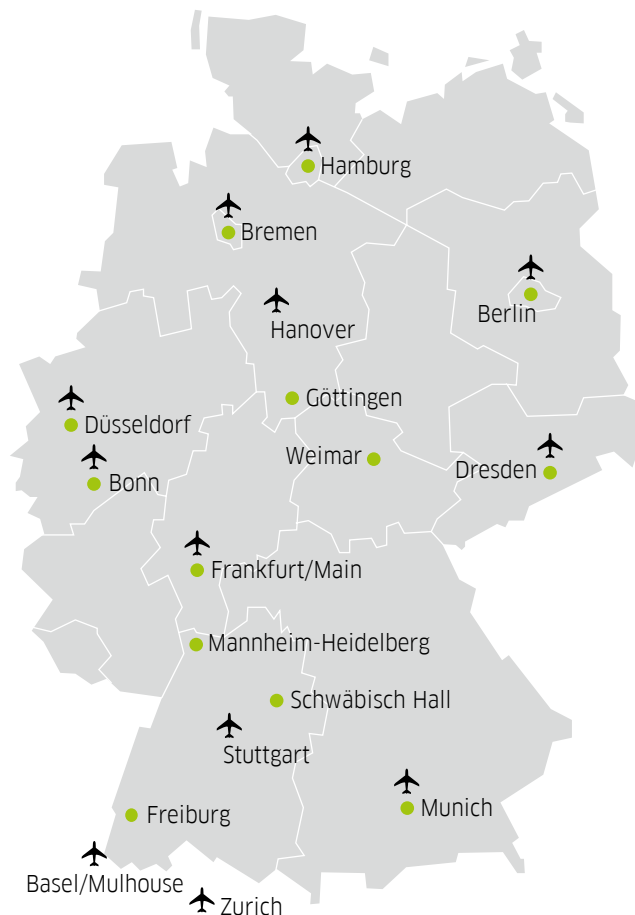 Hamburg
Bremen
Berlin
Hanover
Göttingen
Düsseldorf
Weimar
Dresden
Bonn
Frankfurt/Main
Mannheim-Heidelberg
Schwäbisch Hall
Stuttgart
Munich
Freiburg
Basel/Mulhouse
Zurich